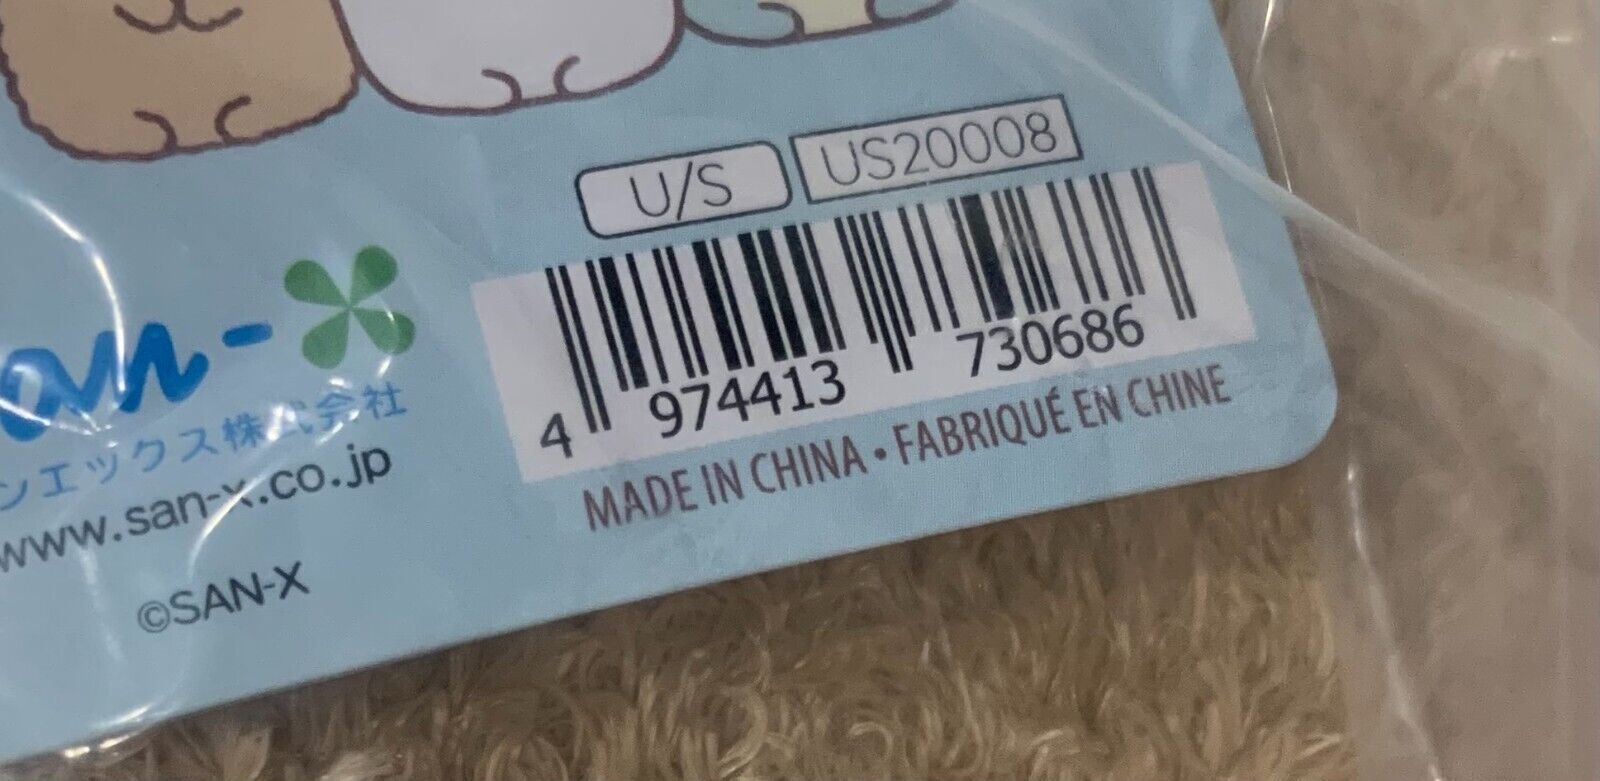 U/S
US20008
4 974413 730686
MADE IN CHINA • FABRIQUÉ EN CHINE
an-x
ンエックス株式会社
www.san-x.co.jp
©SAN-X